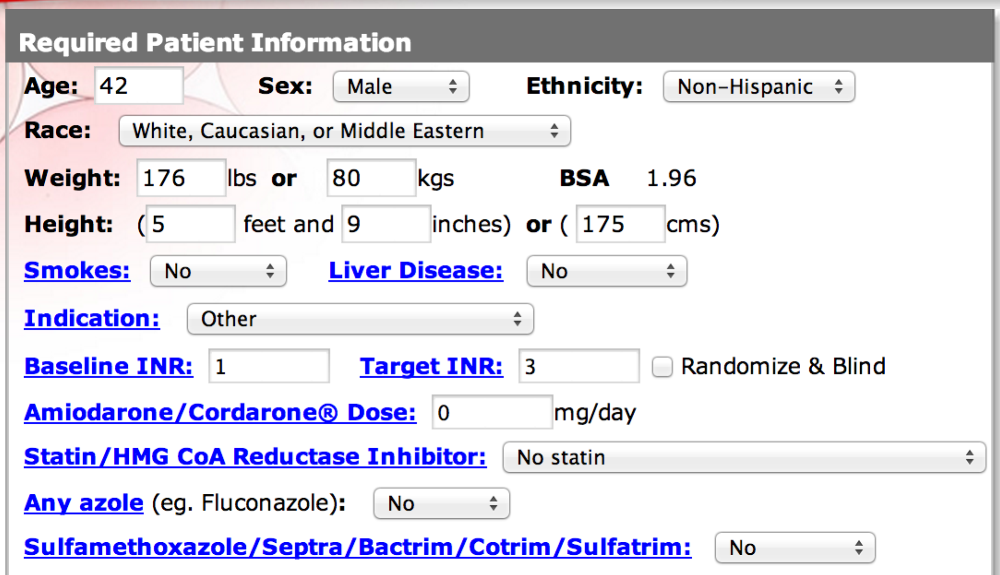 Required Patient Information
Age: 42 Sex: Male Ethnicity: Non-Hispanic
Race: White, Caucasian, or Middle Eastern
Weight: 176 lbs or 80 kgs BSA 1.96
Height: (5 feet and 9 inches) or ( 175 cms)
Smokes: No Liver Disease: No
Indication: Other
Baseline INR: 1 Target INR: 3 Randomize & Blind
Amiodarone/Cordarone® Dose: 0 mg/day
Statin/HMG CoA Reductase Inhibitor: No statin
Any azole (eg. Fluconazole): No
Sulfamethoxazole/Septra/Bactrim/Cotrim/Sulfatrim: No